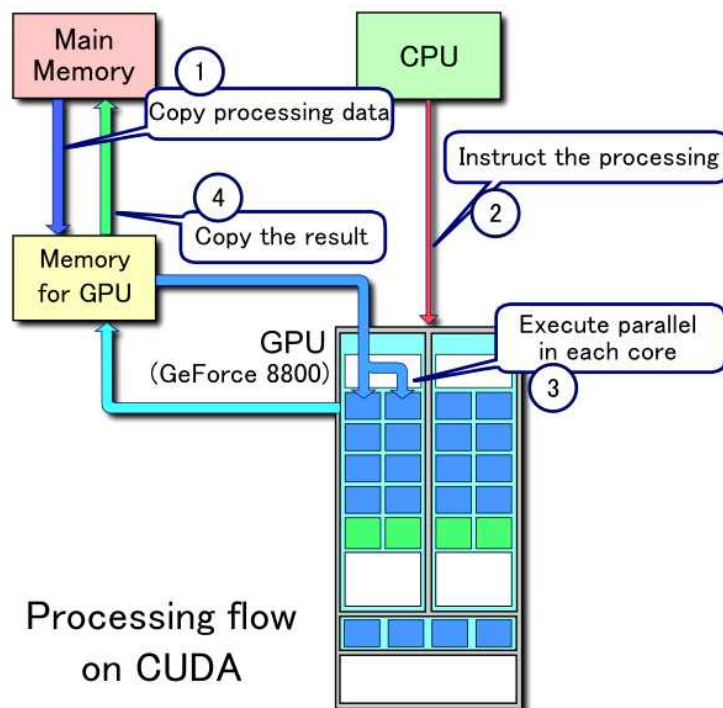 Main
Memory
CPU
1
Copy processing data
Instruct the processing
2
4
Copy the result
Memory
for GPU
GPU
(GeForce 8800)
Execute parallel
in each core
3
Processing flow
on CUDA